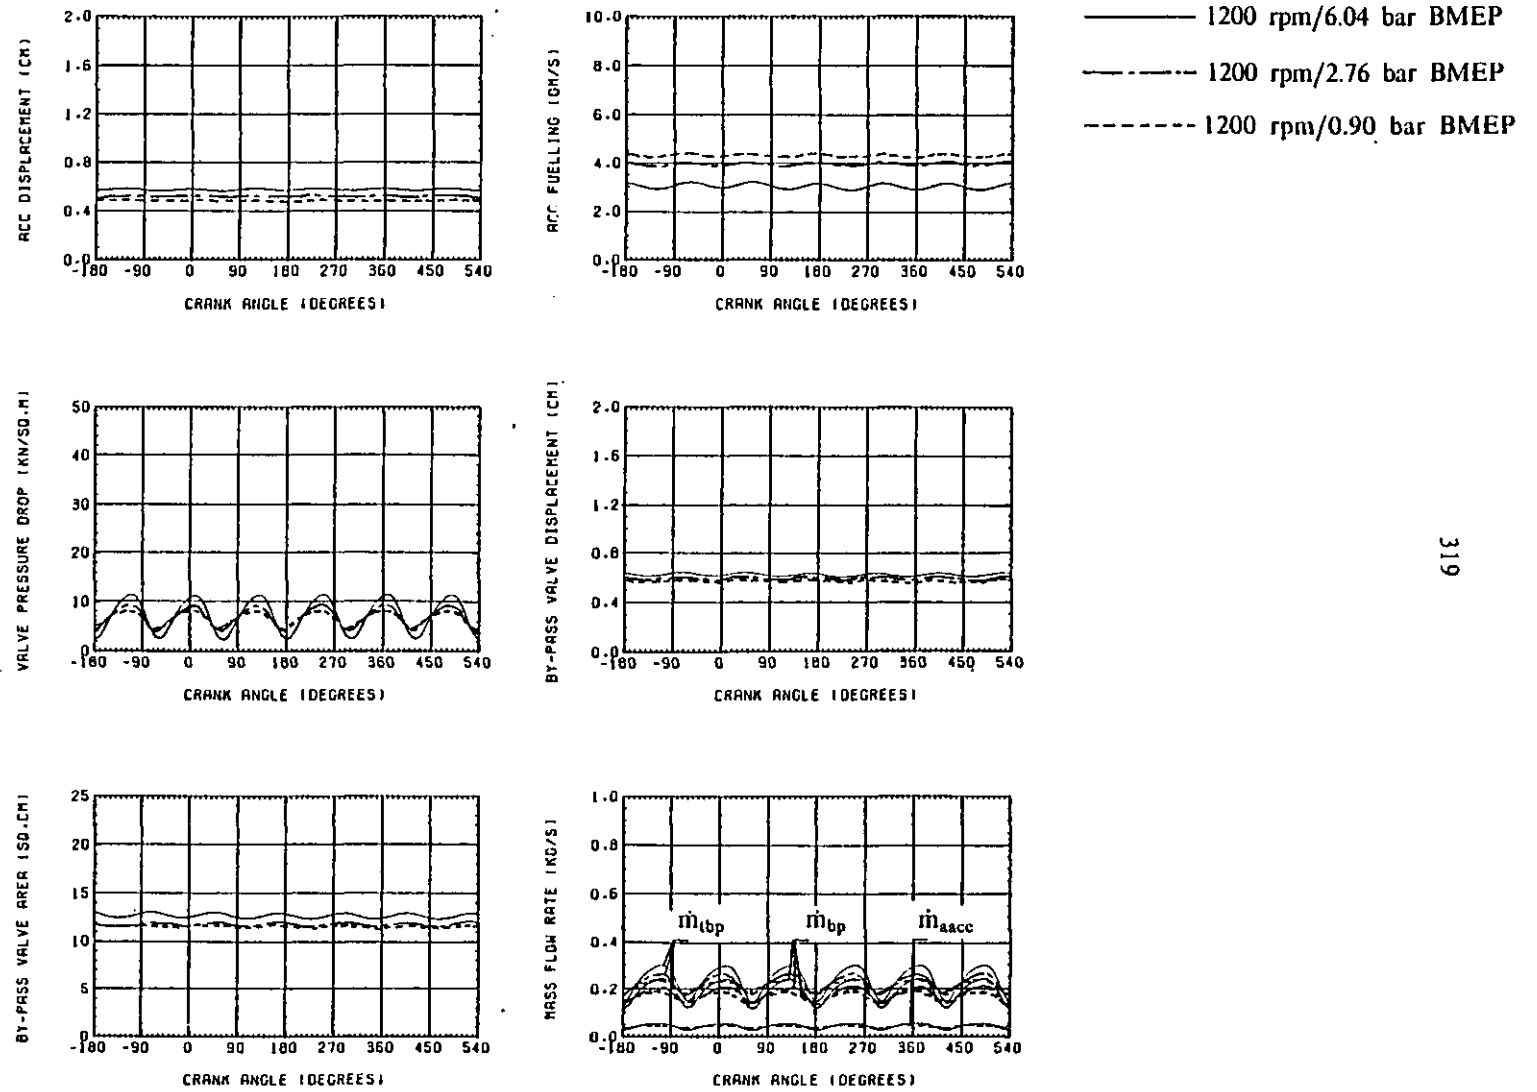 1200 rpm/6.04 bar BMEP
1200 rpm/2.76 bar BMEP
1200 rpm/0.90 bar BMEP
ACC DISPLACEMENT (CM)
2.0
1.6
1.2
0.8
0.4
0.0
-180 -90 0 90 180 270 360 450 540
CRANK ANGLE (DEGREES)
ACC FUELLING (GM/S)
10.0
8.0
6.0
4.0
2.0
0.0
-180 -90 0 90 180 270 360 450 540
CRANK ANGLE (DEGREES)
VALVE PRESSURE DROP (KN/SQ.M)
50
40
30
20
10
0
-180 -90 0 90 180 270 360 450 540
CRANK ANGLE (DEGREES)
BY-PASS VALVE DISPLACEMENT (CM)
2.0
1.6
1.2
0.8
0.4
0.0
-180 -90 0 90 180 270 360 450 540
CRANK ANGLE (DEGREES)
319
BY-PASS VALVE AREA (SQ.CM)
25
20
15
10
5
0
-180 -90 0 90 180 270 360 450 540
CRANK ANGLE (DEGREES)
MASS FLOW RATE (KG/S)
1.0
0.8
0.6
0.4
0.2
0.0
ṁtbp ṁbp ṁaacc
-180 -90 0 90 180 270 360 450 540
CRANK ANGLE (DEGREES)